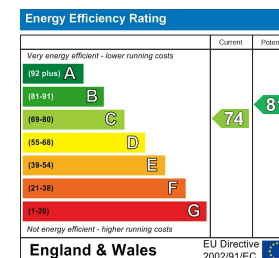 Energy Efficiency Rating
Current
Very energy efficient - lower running costs
(92 plus) A
(81-91) B
(69-80) C
74
(55-68) D
(39-54) E
(21-38) F
(1-20) G
Not energy efficient - higher running costs
England & Wales
EU Directive
2002/91/EC